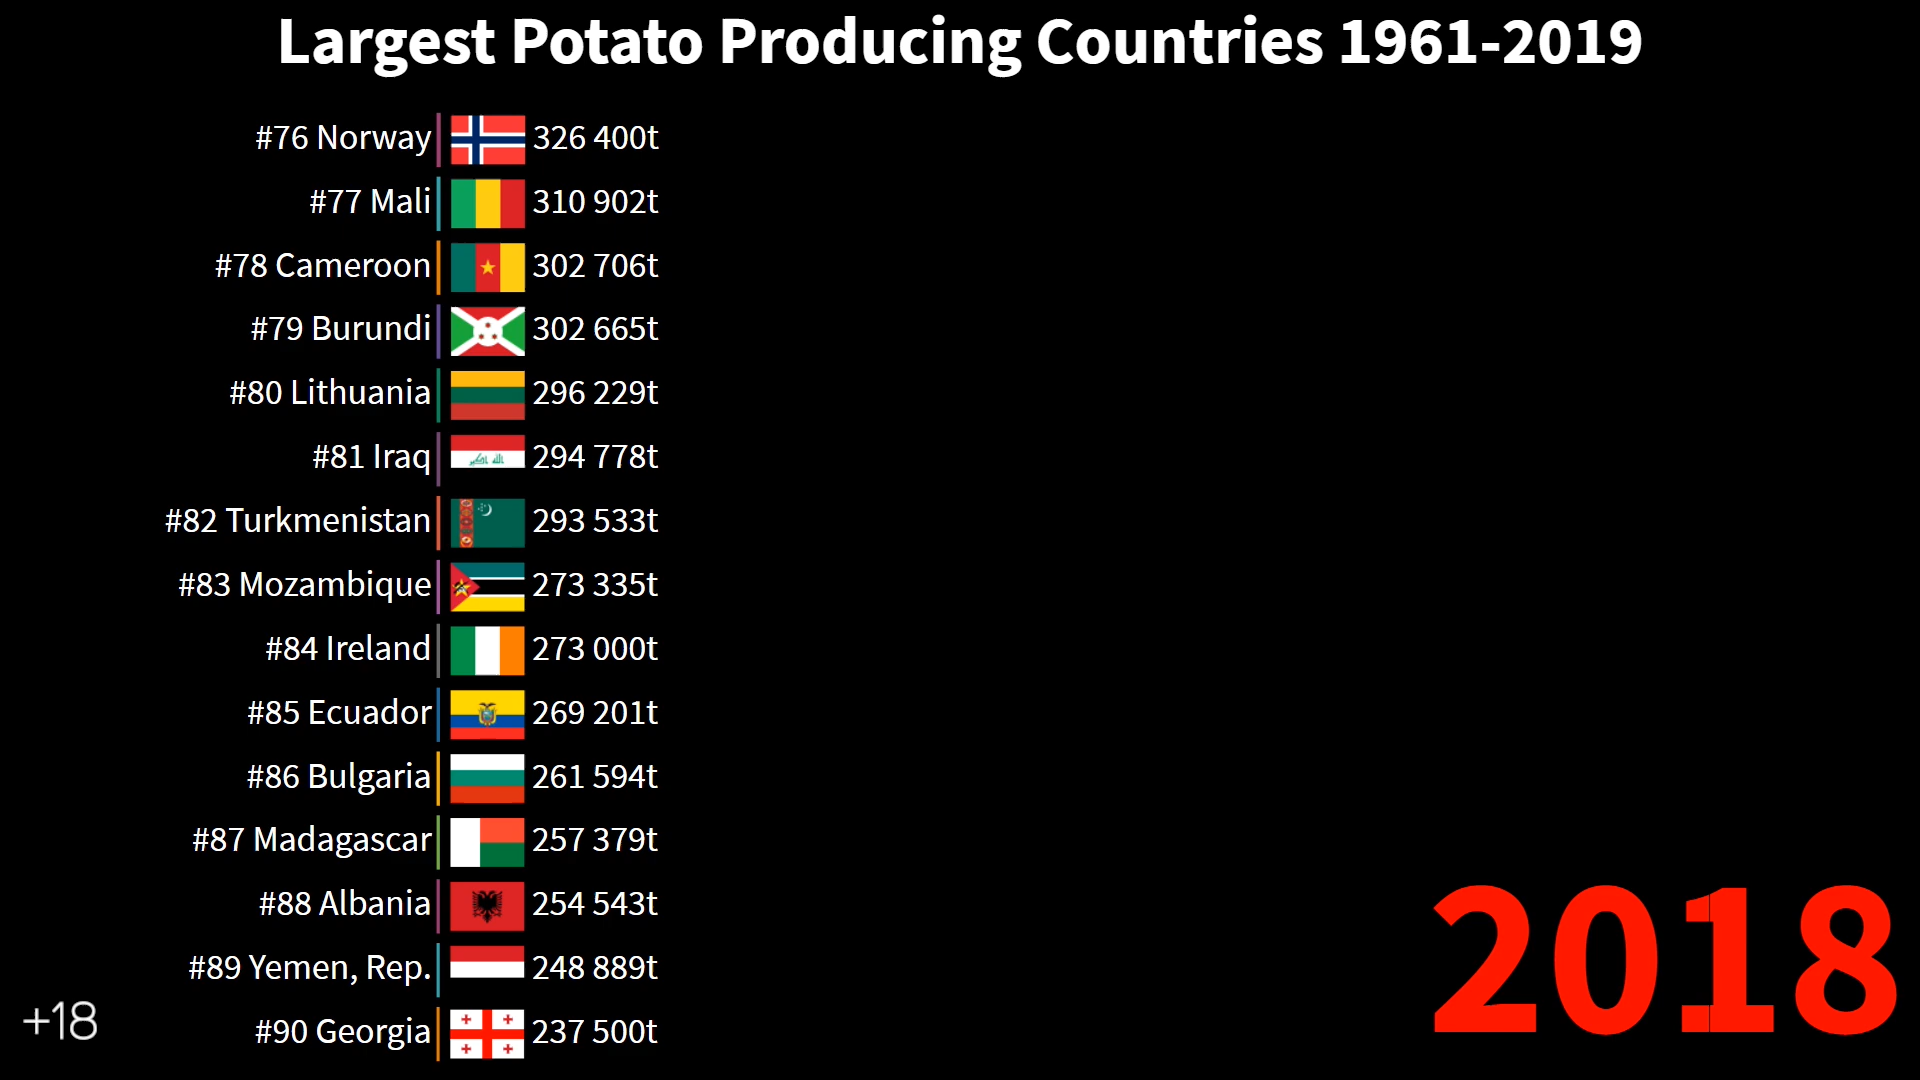 Largest Potato Producing Countries 1961-2019
#76 Norway 326 400t
#77 Mali 310 902t
#78 Cameroon 302 706t
#79 Burundi 302 665t
#80 Lithuania 296 229t
#81 Iraq 294 778t
#82 Turkmenistan 293 533t
#83 Mozambique 273 335t
#84 Ireland 273 000t
#85 Ecuador 269 201t
#86 Bulgaria 261 594t
#87 Madagascar 257 379t
#88 Albania 254 543t
#89 Yemen, Rep. 248 889t
#90 Georgia 237 500t
+18
2018